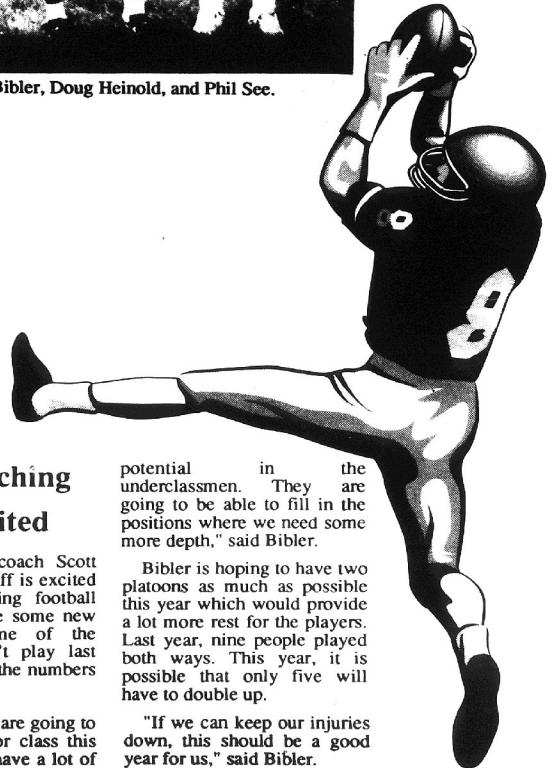 Bibler, Doug Heinold, and Phil See.
8
8
ching
ited
coach Scott
ff is excited
ing football
e some new
me of the
't play last
the numbers
are going to
or class this
have a lot of
potential in the
underclassmen. They are
going to be able to fill in the
positions where we need some
more depth," said Bibler.
Bibler is hoping to have two
platoons as much as possible
this year which would provide
a lot more rest for the players.
Last year, nine people played
both ways. This year, it is
possible that only five will
have to double up.
"If we can keep our injuries
down, this should be a good
year for us," said Bibler.